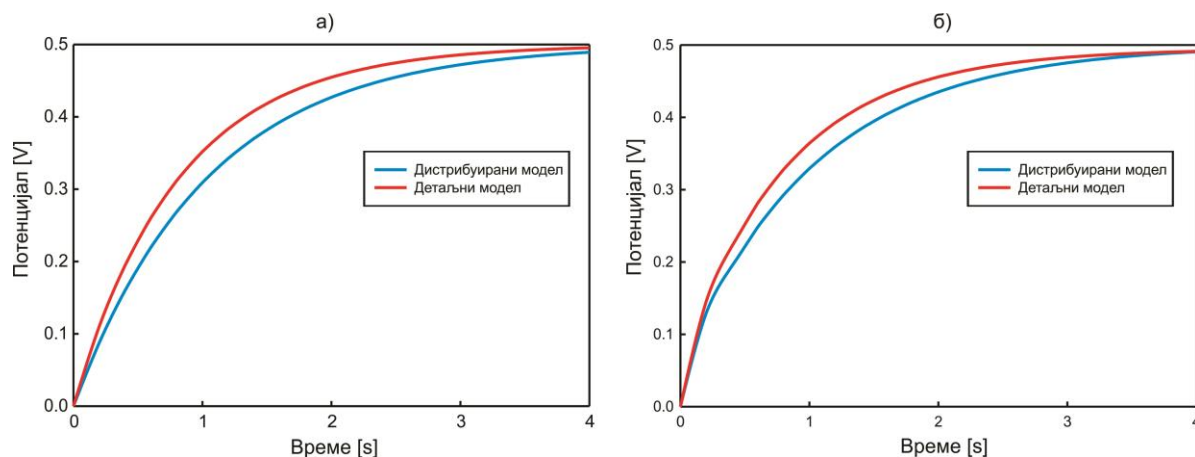 а)
0.5
0.4
0.3
0.2
0.1
0.0
Потенцијал [V]
Дистрибуирани модел
Детаљни модел
0 1 2 3 4
Време [s]
б)
0.5
0.4
0.3
0.2
0.1
0.0
Потенцијал [V]
Дистрибуирани модел
Детаљни модел
0 1 2 3 4
Време [s]